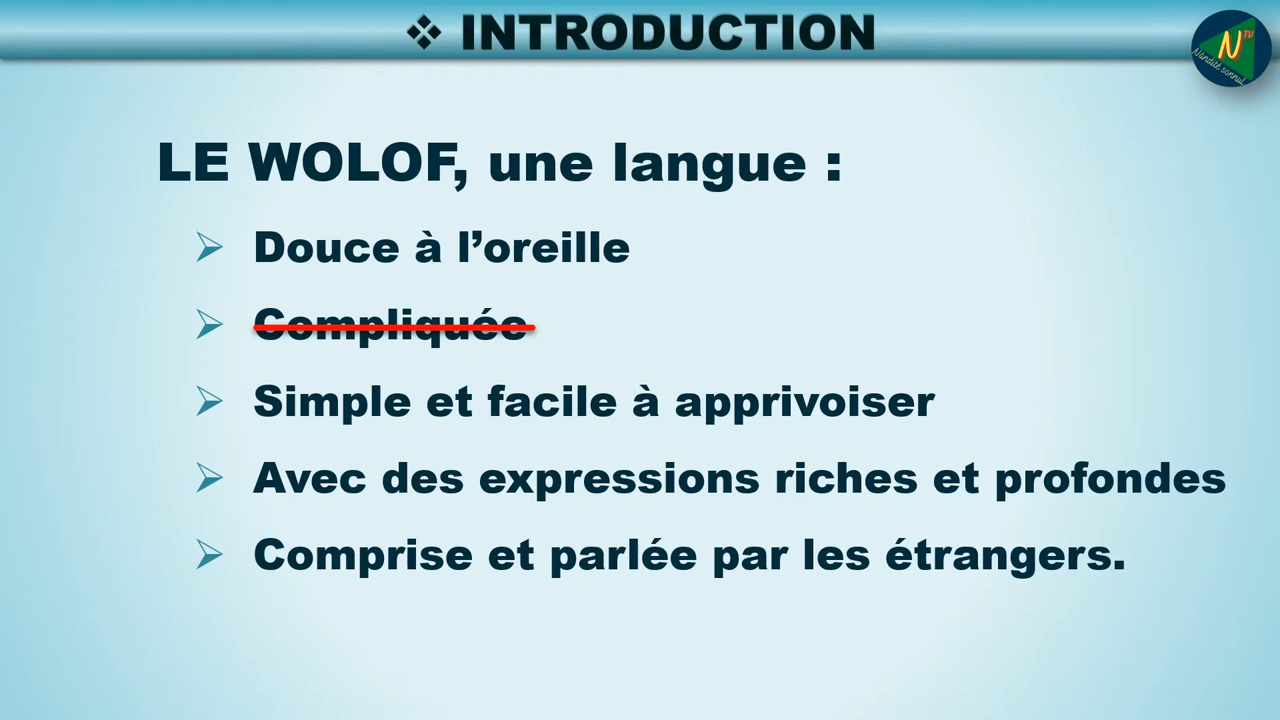 ❖ INTRODUCTION
N TV
LE WOLOF, une langue :
➢ Douce à l’oreille
➢ Compliquée
➢ Simple et facile à apprivoiser
➢ Avec des expressions riches et profondes
➢ Comprise et parlée par les étrangers.